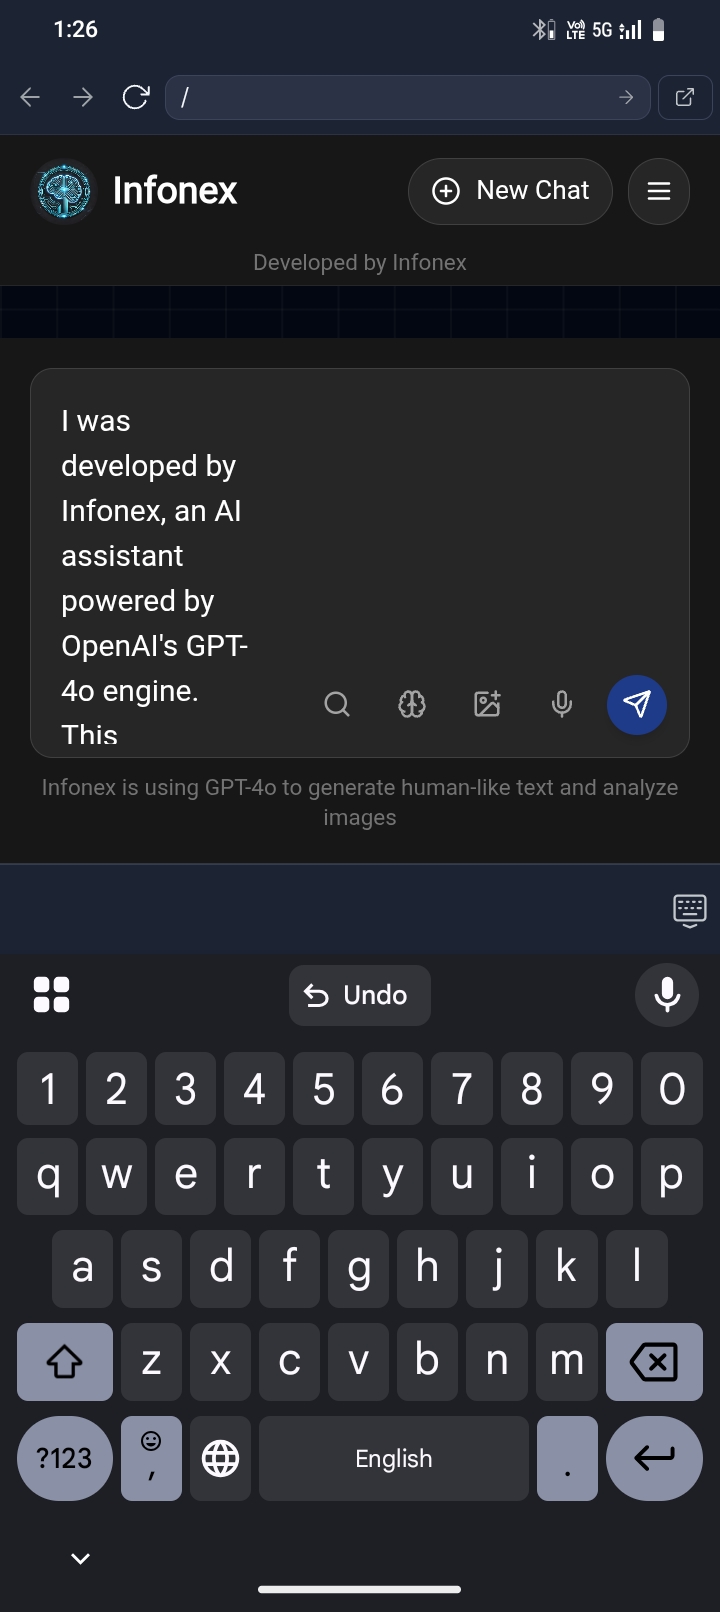 1:26
Vo) LTE 5G
/
Infonex
New Chat
Developed by Infonex
I was
developed by
Infonex, an AI
assistant
powered by
OpenAI's GPT-
4o engine.
This
Infonex is using GPT-4o to generate human-like text and analyze
images
Undo
1 2 3 4 5 6 7 8 9 0
q w e r t y u i o p
a s d f g h j k l
z x c v b n m
?123 , English .